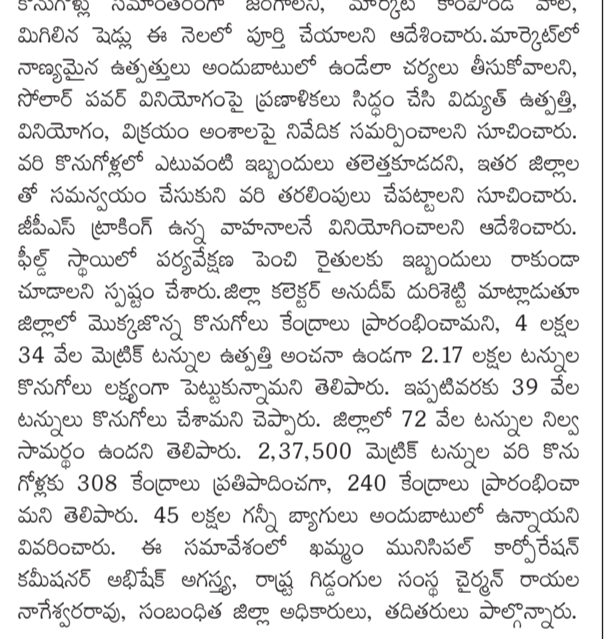 కొనుగోళ్లు సమాంతరంగా జరగాలని, మార్కెట్ కాంపౌండ్ వాల్,
మిగిలిన షెడ్లు ఈ నెలలో పూర్తి చేయాలని ఆదేశించారు.మార్కెట్‌లో
నాణ్యమైన ఉత్పత్తులు అందుబాటులో ఉండేలా చర్యలు తీసుకోవాలని,
సోలార్ పవర్ వినియోగంపై ప్రణాళికలు సిద్ధం చేసి విద్యుత్ ఉత్పత్తి,
వినియోగం, విక్రయం అంశాలపై నివేదిక సమర్పించాలని సూచించారు.
వరి కొనుగోళ్లలో ఎటువంటి ఇబ్బందులు తలెత్తకూడదని, ఇతర జిల్లాల
తో సమన్వయం చేసుకుని వరి తరలింపులు చేపట్టాలని సూచించారు.
జీపీఎస్ ట్రాకింగ్ ఉన్న వాహనాలనే వినియోగించాలని ఆదేశించారు.
ఫీల్డ్ స్థాయిలో పర్యవేక్షణ పెంచి రైతులకు ఇబ్బందులు రాకుండా
చూడాలని స్పష్టం చేశారు.జిల్లా కలెక్టర్ అనుదీప్ దురిశెట్టి మాట్లాడుతూ
జిల్లాలో మొక్కజొన్న కొనుగోలు కేంద్రాలు ప్రారంభించామని, 4 లక్షల
34 వేల మెట్రిక్ టన్నుల ఉత్పత్తి అంచనా ఉండగా 2.17 లక్షల టన్నుల
కొనుగోలు లక్ష్యంగా పెట్టుకున్నామని తెలిపారు. ఇప్పటివరకు 39 వేల
టన్నులు కొనుగోలు చేశామని చెప్పారు. జిల్లాలో 72 వేల టన్నుల నిల్వ
సామర్థం ఉందని తెలిపారు. 2,37,500 మెట్రిక్ టన్నుల వరి కొను
గోళ్లకు 308 కేంద్రాలు ప్రతిపాదించగా, 240 కేంద్రాలు ప్రారంభించా
మని తెలిపారు. 45 లక్షల గన్నీ బ్యాగులు అందుబాటులో ఉన్నాయని
వివరించారు. ఈ సమావేశంలో ఖమ్మం మునిసిపల్ కార్పోరేషన్
కమీషనర్ అభిషేక్ అగస్త్య, రాష్ట్ర గిడ్డంగుల సంస్థ చైర్మన్ రాయల
నాగేశ్వరరావు, సంబంధిత జిల్లా అధికారులు, తదితరులు పాల్గొన్నారు.